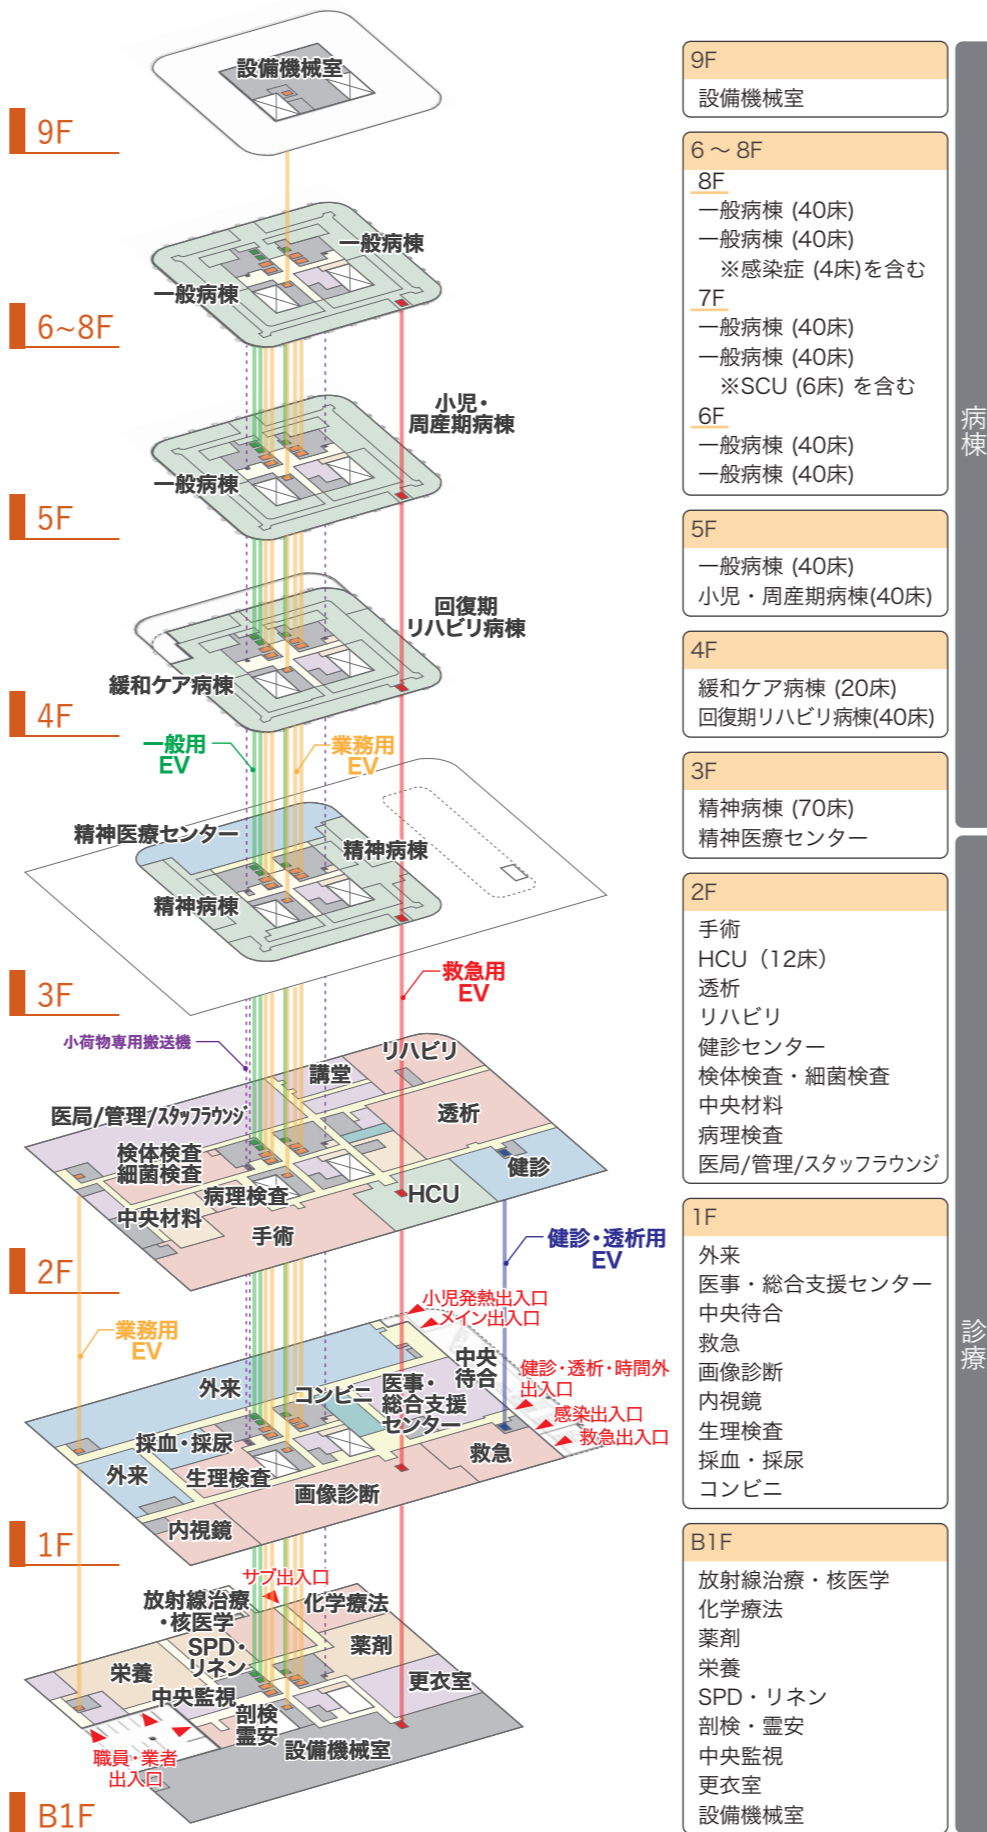 設備機械室
9F
一般病棟
一般病棟
6~8F
小児・
周産期病棟
一般病棟
5F
回復期
リハビリ病棟
緩和ケア病棟
4F
一般用
EV
業務用
EV
精神医療センター
精神病棟
精神病棟
3F
救急用
EV
小荷物専用搬送機
リハビリ
講堂
医局/管理/スタッフラウンジ
透析
検体検査
細菌検査
健診
病理検査
HCU
中央材料
手術
2F
健診・透析用
EV
小児発熱出入口
メイン出入口
業務用
EV
中央
待合
健診・透析・時間外
出入口
外来
コンビニ
医事・
総合支援
センター
感染出入口
救急出入口
採血・採尿
救急
外来
生理検査
画像診断
内視鏡
1F
サブ出入口
放射線治療
・核医学
化学療法
SPD・
リネン
薬剤
栄養
更衣室
中央監視
剖検
霊安
設備機械室
職員・業者
出入口
B1F
9F
設備機械室
6～8F
8F
一般病棟 (40床)
一般病棟 (40床)
※感染症 (4床)を含む
7F
一般病棟 (40床)
一般病棟 (40床)
※SCU (6床) を含む
6F
一般病棟 (40床)
一般病棟 (40床)
5F
一般病棟 (40床)
小児・周産期病棟(40床)
4F
緩和ケア病棟 (20床)
回復期リハビリ病棟(40床)
3F
精神病棟 (70床)
精神医療センター
2F
手術
HCU（12床）
透析
リハビリ
健診センター
検体検査・細菌検査
中央材料
病理検査
医局/管理/スタッフラウンジ
1F
外来
医事・総合支援センター
中央待合
救急
画像診断
内視鏡
生理検査
採血・採尿
コンビニ
B1F
放射線治療・核医学
化学療法
薬剤
栄養
SPD・リネン
剖検・霊安
中央監視
更衣室
設備機械室
病棟
診療